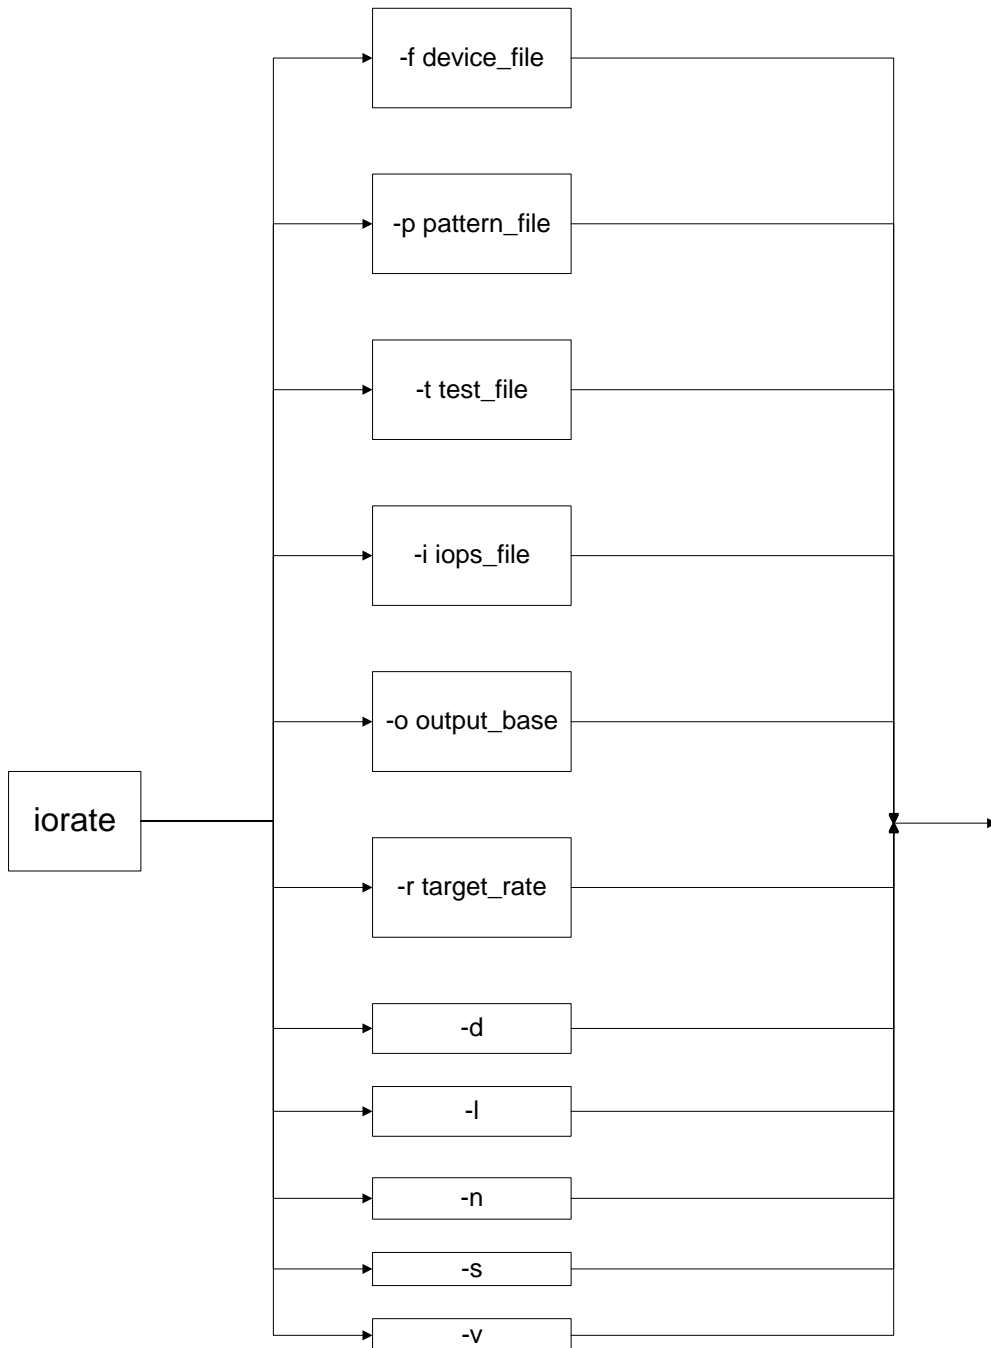 -f device_file
-p pattern_file
-t test_file
-i iops_file
-o output_base
iorate
-r target_rate
-d
-l
-n
-s
-v